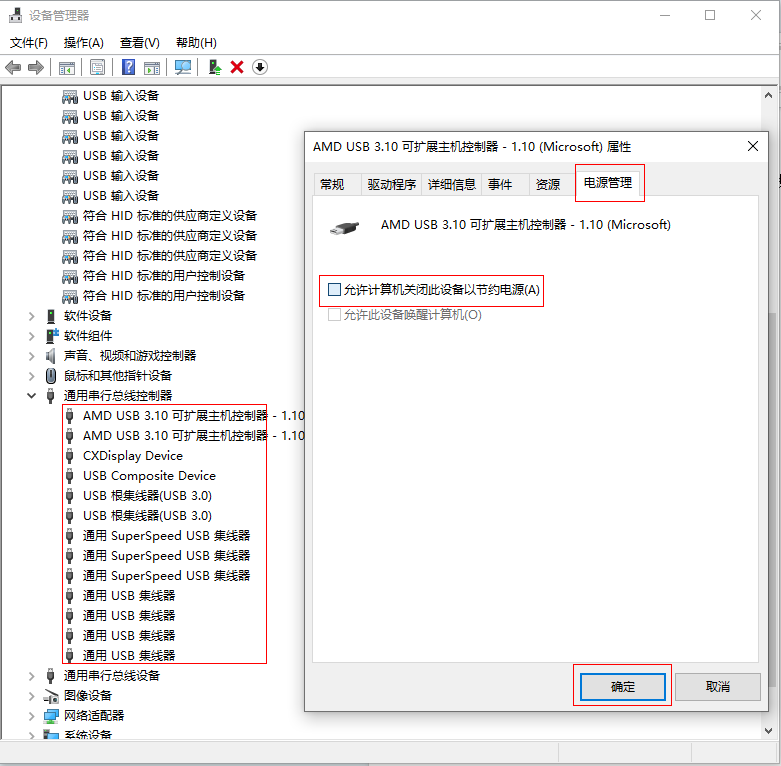 设备管理器
文件(F) 操作(A) 查看(V) 帮助(H)
USB 输入设备
USB 输入设备
USB 输入设备
USB 输入设备
USB 输入设备
USB 输入设备
符合 HID 标准的供应商定义设备
符合 HID 标准的供应商定义设备
符合 HID 标准的供应商定义设备
符合 HID 标准的用户控制设备
符合 HID 标准的用户控制设备
软件设备
软件组件
声音、视频和游戏控制器
鼠标和其他指针设备
通用串行总线控制器
AMD USB 3.10 可扩展主机控制器 - 1.10
AMD USB 3.10 可扩展主机控制器 - 1.10
CXDisplay Device
USB Composite Device
USB 根集线器(USB 3.0)
USB 根集线器(USB 3.0)
通用 SuperSpeed USB 集线器
通用 SuperSpeed USB 集线器
通用 SuperSpeed USB 集线器
通用 USB 集线器
通用 USB 集线器
通用 USB 集线器
通用 USB 集线器
通用串行总线设备
图像设备
网络适配器
系统设备
AMD USB 3.10 可扩展主机控制器 - 1.10 (Microsoft) 属性
常规 驱动程序 详细信息 事件 资源 电源管理
AMD USB 3.10 可扩展主机控制器 - 1.10 (Microsoft)
允许计算机关闭此设备以节约电源(A)
允许此设备唤醒计算机(O)
确定 取消